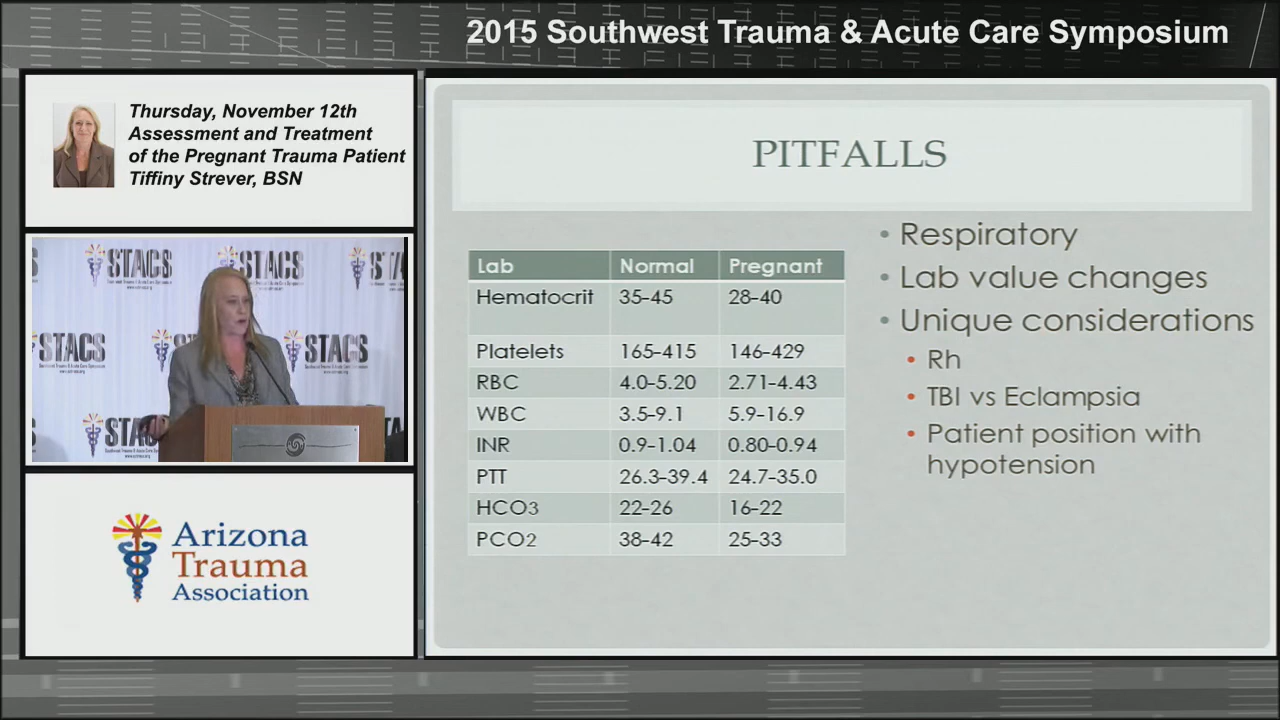 2015 Southwest Trauma & Acute Care Symposium
Thursday, November 12th
Assessment and Treatment
of the Pregnant Trauma Patient
Tiffiny Strever, BSN
STACS
STACS
STACS
STACS
STACS
STACS
Arizona
Trauma
Association
PITFALLS
Lab Normal Pregnant
Hematocrit 35-45 28-40
Platelets 165-415 146-429
RBC 4.0-5.20 2.71-4.43
WBC 3.5-9.1 5.9-16.9
INR 0.9-1.04 0.80-0.94
PTT 26.3-39.4 24.7-35.0
HCO3 22-26 16-22
PCO2 38-42 25-33
• Respiratory
• Lab value changes
• Unique considerations
• Rh
• TBI vs Eclampsia
• Patient position with
hypotension